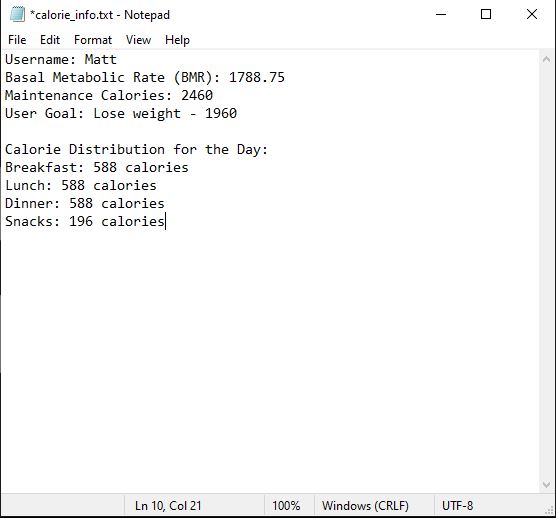 *calorie_info.txt - Notepad
File Edit Format View Help
Username: Matt
Basal Metabolic Rate (BMR): 1788.75
Maintenance Calories: 2460
User Goal: Lose weight - 1960

Calorie Distribution for the Day:
Breakfast: 588 calories
Lunch: 588 calories
Dinner: 588 calories
Snacks: 196 calories
Ln 10, Col 21 100% Windows (CRLF) UTF-8